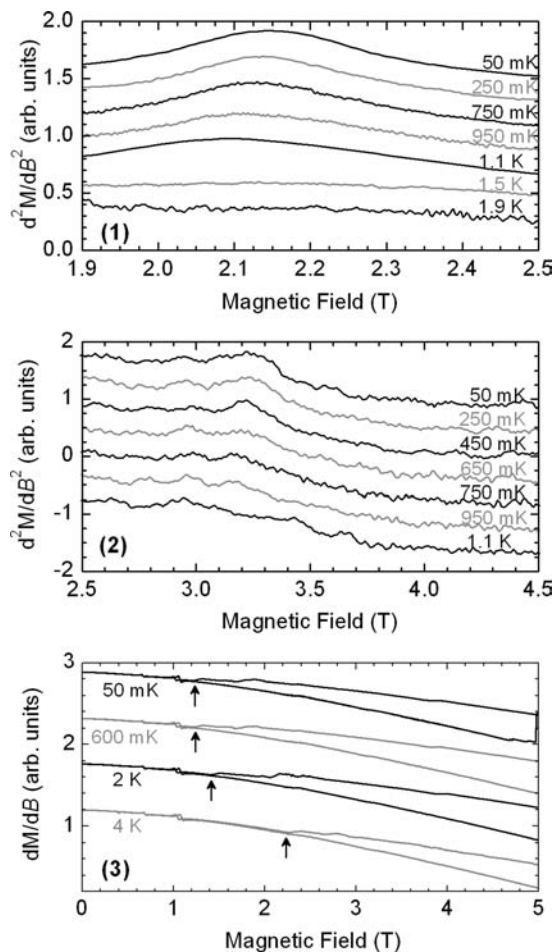 2.0
1.5
1.0
0.5
0.0
d²M/dB² (arb. units)
50 mK
250 mK
750 mK
950 mK
1.1 K
1.5 K
1.9 K
(1)
1.9 2.0 2.1 2.2 2.3 2.4 2.5
Magnetic Field (T)
2
1
0
-1
-2
d²M/dB² (arb. units)
50 mK
250 mK
450 mK
650 mK
750 mK
950 mK
1.1 K
(2)
2.5 3.0 3.5 4.0 4.5
Magnetic Field (T)
3
2
1
dM/dB (arb. units)
50 mK
600 mK
2 K
4 K
(3)
0 1 2 3 4 5
Magnetic Field (T)